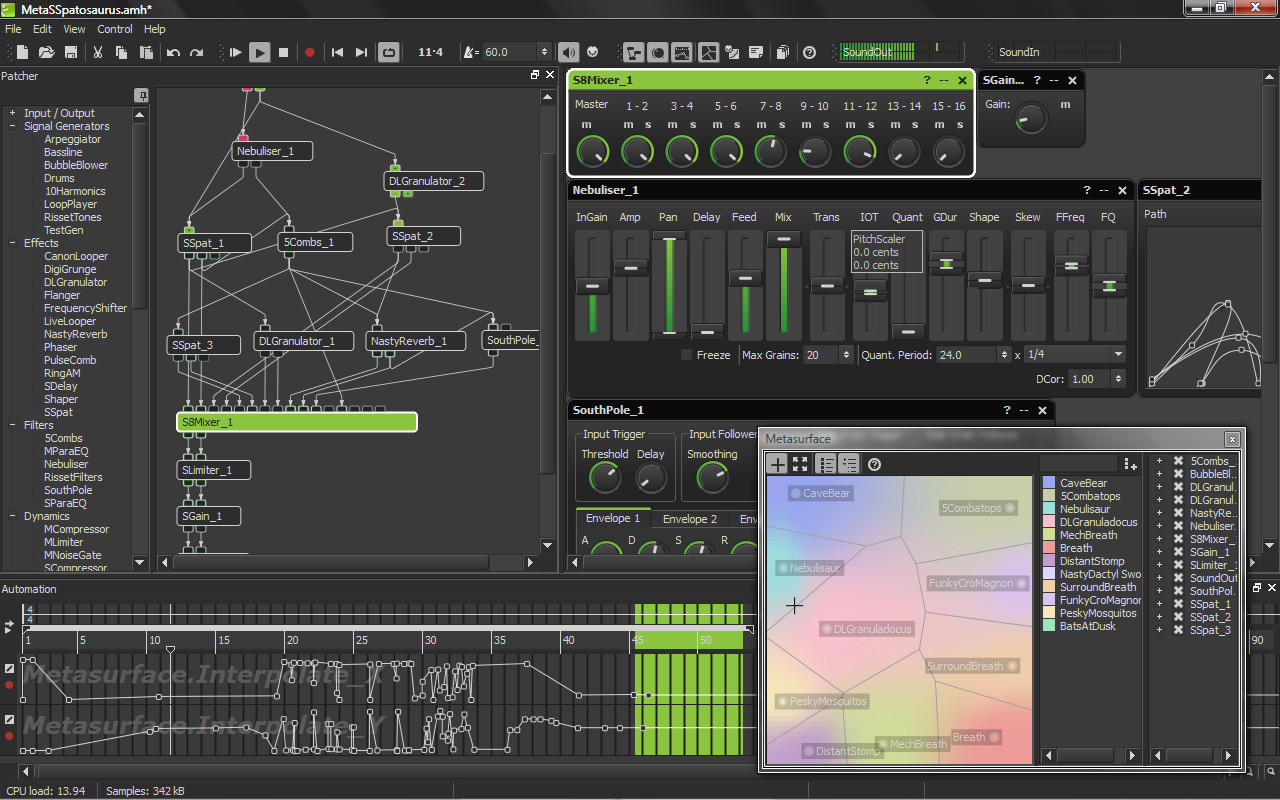 MetaSSpatosaurus.amh*
File Edit View Control Help
11·4 60.0 SoundOut SoundIn
Patcher
+ Input / Output
− Signal Generators
Arpeggiator
Bassline
BubbleBlower
Drums
10Harmonics
LoopPlayer
RissetTones
TestGen
− Effects
CanonLooper
DigiGrunge
DLGranulator
Flanger
FrequencyShifter
LiveLooper
NastyReverb
Phaser
PulseComb
RingAM
SDelay
Shaper
SSpat
− Filters
5Combs
MParaEQ
Nebuliser
RissetFilters
SouthPole
SParaEQ
− Dynamics
MCompressor
MLimiter
MNoiseGate
SCompressor
Nebuliser_1
DLGranulator_2
SSpat_1
5Combs_1
SSpat_2
SSpat_3
DLGranulator_1
NastyReverb_1
SouthPole_
S8Mixer_1
SLimiter_1
SGain_1
S8Mixer_1 ? --
Master 1 - 2 3 - 4 5 - 6 7 - 8 9 - 10 11 - 12 13 - 14 15 - 16
m m s m s m s m s m s m s m s m s
SGain... ? --
Gain: m
Nebuliser_1 ? --
InGain Amp Pan Delay Feed Mix Trans IOT Quant GDur Shape Skew FFreq FQ
PitchScaler
0.0 cents
0.0 cents
Freeze Max Grains: 20 Quant. Period: 24.0 x 1/4
DCor: 1.00
SSpat_2
Path
SouthPole_1 ? --
Input Trigger Input Follower
Threshold Delay Smoothing
Envelope 1 Envelope 2 Env
A D S R
Metasurface
CaveBear
5Combatops
Nebulisaur
FunkyCroMagnon
DLGranuladocus
SurroundBreath
PeskyMosquitos
MechBreath
Breath
DistantStomp
CaveBear
5Combatops
Nebulisaur
DLGranuladocus
MechBreath
Breath
DistantStomp
NastyDactyl Swo
SurroundBreath
FunkyCroMagnon
PeskyMosquitos
BatsAtDusk
+ 5Combs_
+ BubbleBl..
+ DLGranul..
+ DLGranul..
+ NastyRe..
+ Nebuliser..
+ S8Mixer_
+ SGain_1
+ SLimiter_1
+ SoundOut
+ SouthPol..
+ SSpat_1
+ SSpat_2
+ SSpat_3
Automation
4
4
1 5 10 15 20 25 30 35 40 45 50 90
Metasurface.Interpolate_X
Metasurface.Interpolate_Y
CPU load: 13.94 Samples: 342 kB